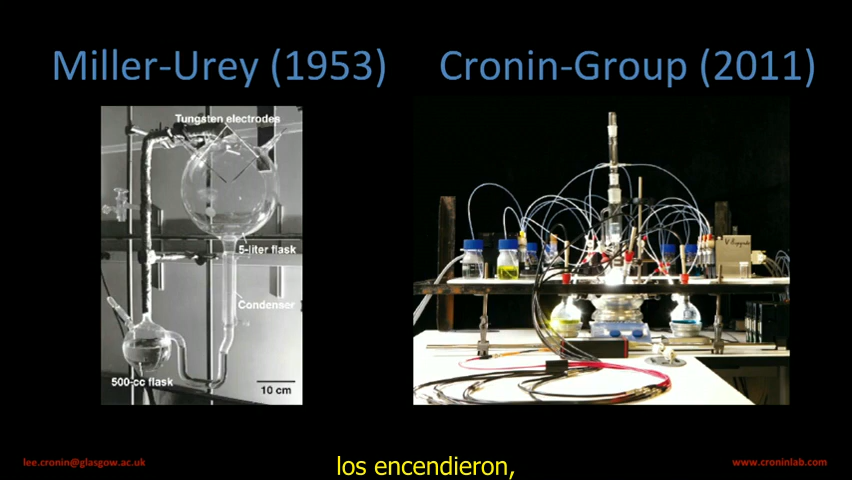 Miller-Urey (1953)
Cronin-Group (2011)
Tungsten electrodes
5-liter flask
Condenser
500-cc flask
10 cm
lee.cronin@glasgow.ac.uk
www.croninlab.com
los encendieron,